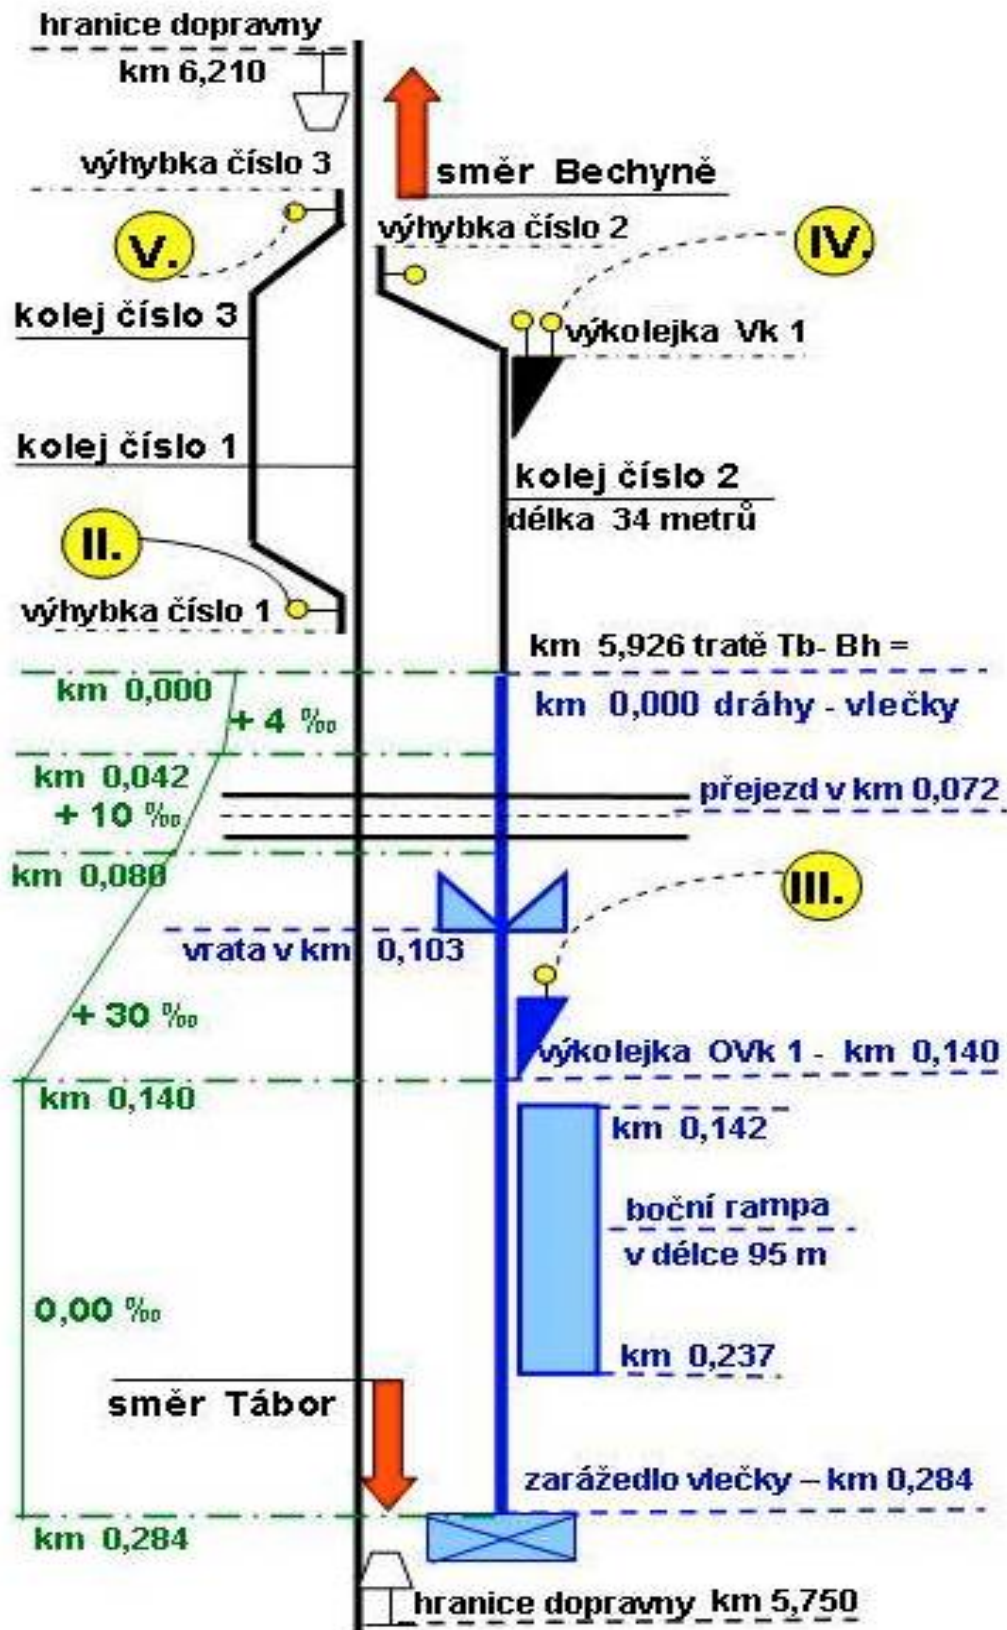 hranice dopravny
km 6,210
výhybka číslo 3
směr Bechyně
výhybka číslo 2
V.
IV.
kolej číslo 3
výkolejka Vk 1
kolej číslo 1
kolej číslo 2
délka 34 metrů
II.
výhybka číslo 1
km 5,926 tratě Tb- Bh =
km 0,000
km 0,000 dráhy - vlečky
+ 4 ‰
km 0,042
přejezd v km 0,072
+ 10 ‰
km 0,080
III.
vrata v km 0,103
+ 30 ‰
výkolejka OVk 1 - km 0,140
km 0,140
km 0,142
boční rampa
v délce 95 m
0,00 ‰
km 0,237
směr Tábor
zarážedlo vlečky – km 0,284
km 0,284
hranice dopravny km 5,750